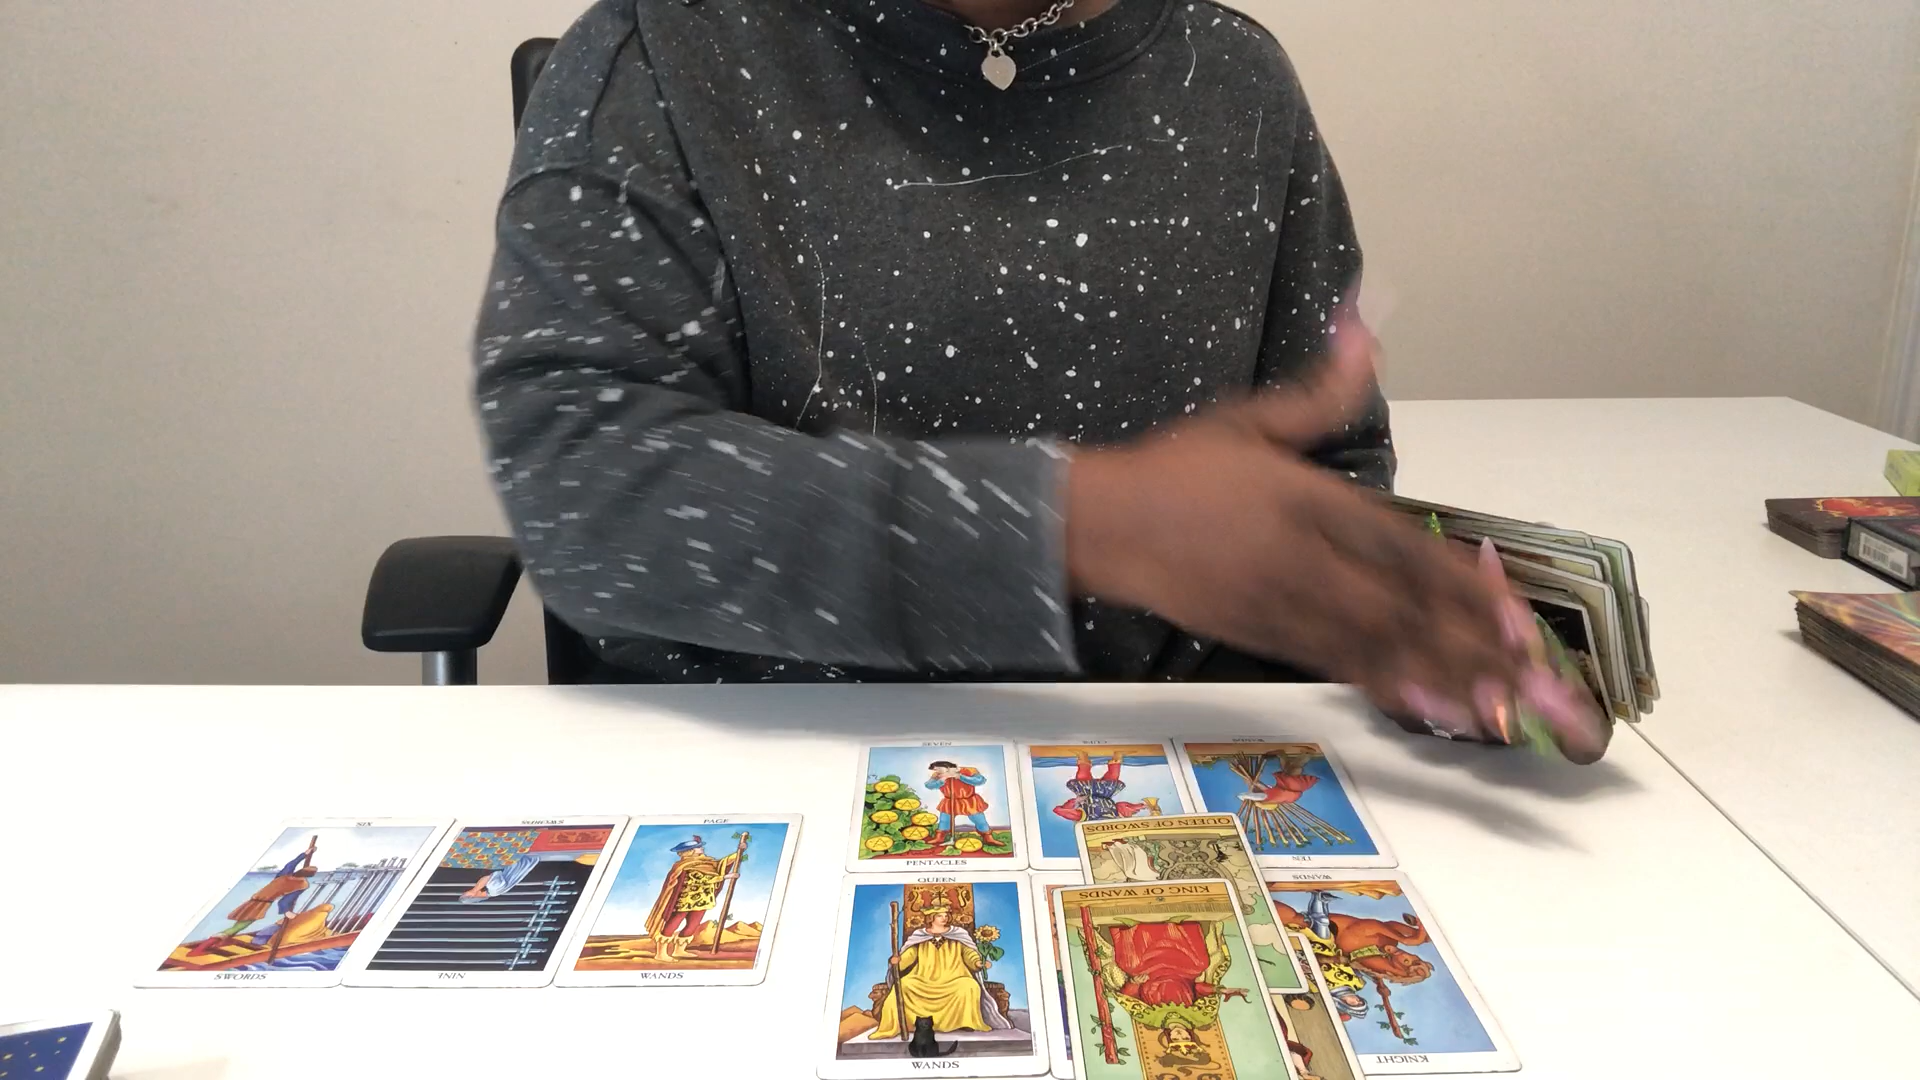 SIX
SWORDS
SWORDS
NINE
PAGE
WANDS
SEVEN
PENTACLES
TEN
QUEEN OF SWORDS
QUEEN
WANDS
KING OF WANDS
WANDS
KNIGHT